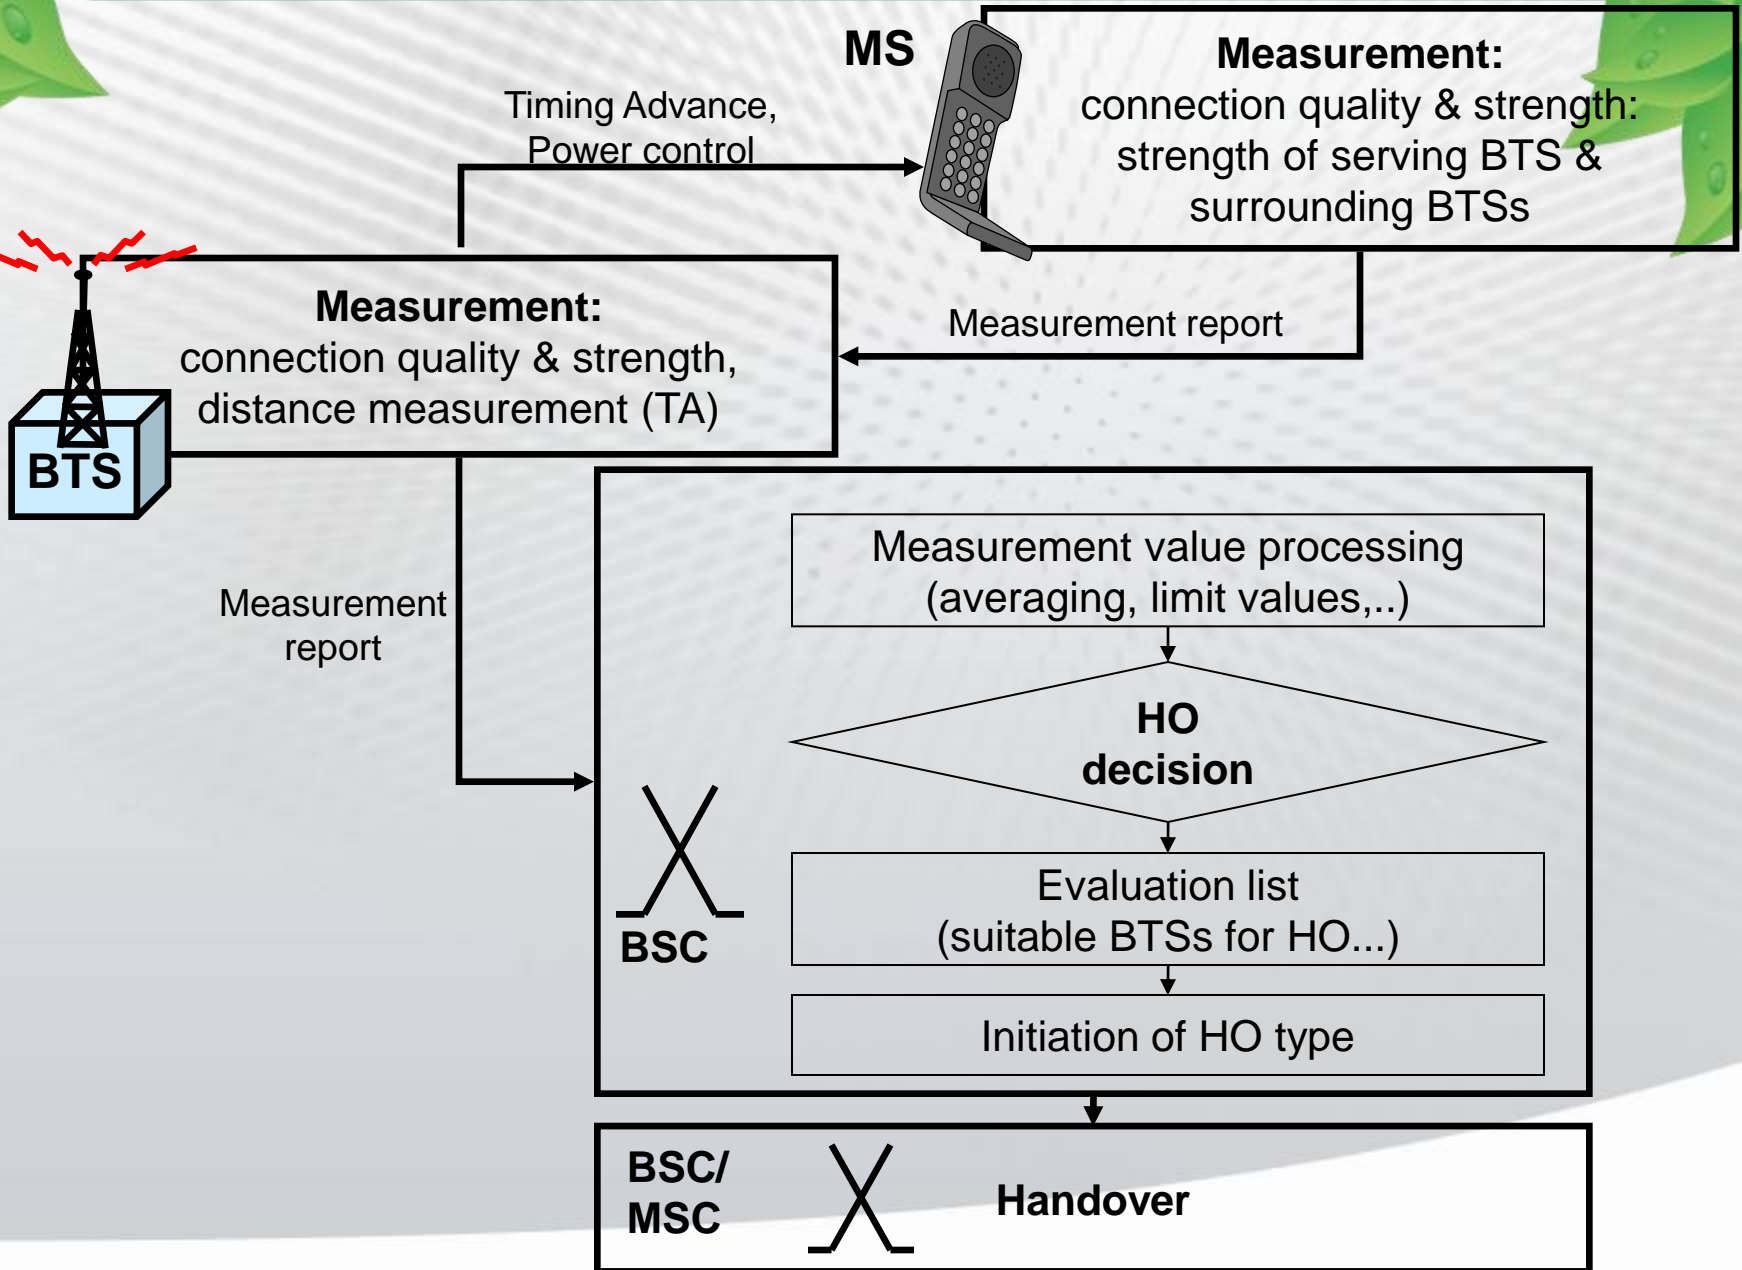 MS
Measurement:
connection quality & strength:
strength of serving BTS &
surrounding BTSs
Timing Advance,
Power control
Measurement:
connection quality & strength,
distance measurement (TA)
Measurement report
BTS
Measurement
report
Measurement value processing
(averaging, limit values,..)
HO
decision
Evaluation list
(suitable BTSs for HO...)
BSC
Initiation of HO type
BSC/
MSC
Handover